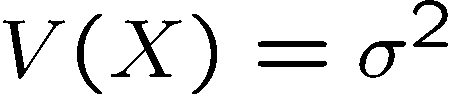 V(X) = σ²